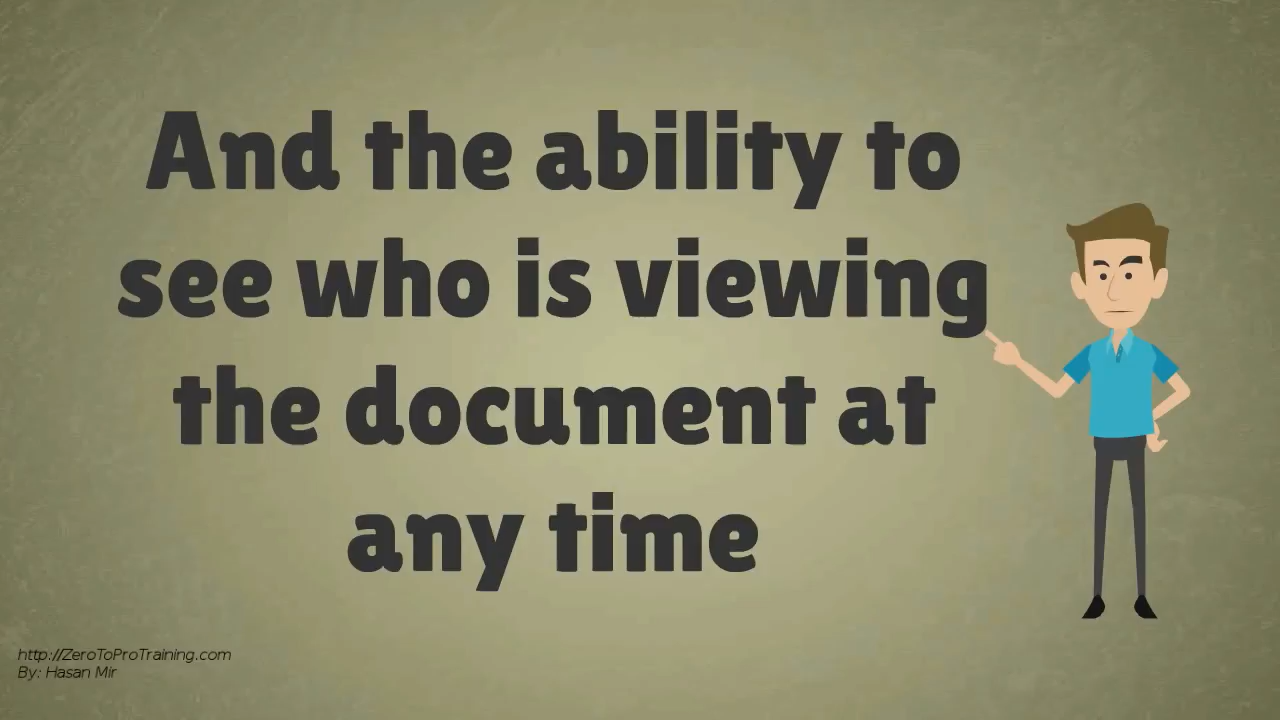 And the ability to
see who is viewing
the document at
any time
http://ZeroToProTraining.com
By: Hasan Mir